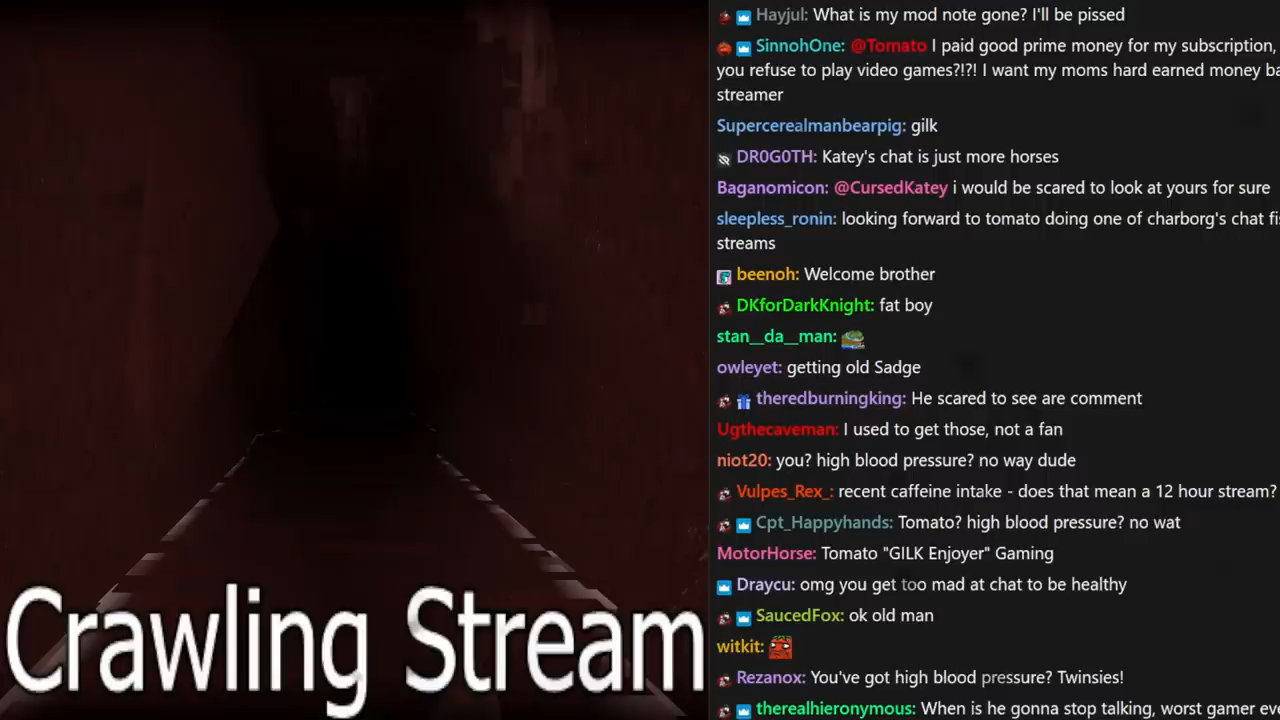 Hayjul: What is my mod note gone? I'll be pissed
SinnohOne: @Tomato I paid good prime money for my subscription,
you refuse to play video games?!?! I want my moms hard earned money ba
streamer
Supercerealmanbearpig: gilk
DR0G0TH: Katey's chat is just more horses
Baganomicon: @CursedKatey i would be scared to look at yours for sure
sleepless_ronin: looking forward to tomato doing one of charborg's chat fi
streams
beenoh: Welcome brother
DKforDarkKnight: fat boy
stan__da__man:
owleyet: getting old Sadge
theredburningking: He scared to see are comment
Ugthecaveman: I used to get those, not a fan
niot20: you? high blood pressure? no way dude
Vulpes_Rex_: recent caffeine intake - does that mean a 12 hour stream?
Cpt_Happyhands: Tomato? high blood pressure? no wat
MotorHorse: Tomato "GILK Enjoyer" Gaming
Draycu: omg you get too mad at chat to be healthy
SaucedFox: ok old man
witkit:
Rezanox: You've got high blood pressure? Twinsies!
therealhieronymous: When is he gonna stop talking, worst gamer eve
Crawling Stream